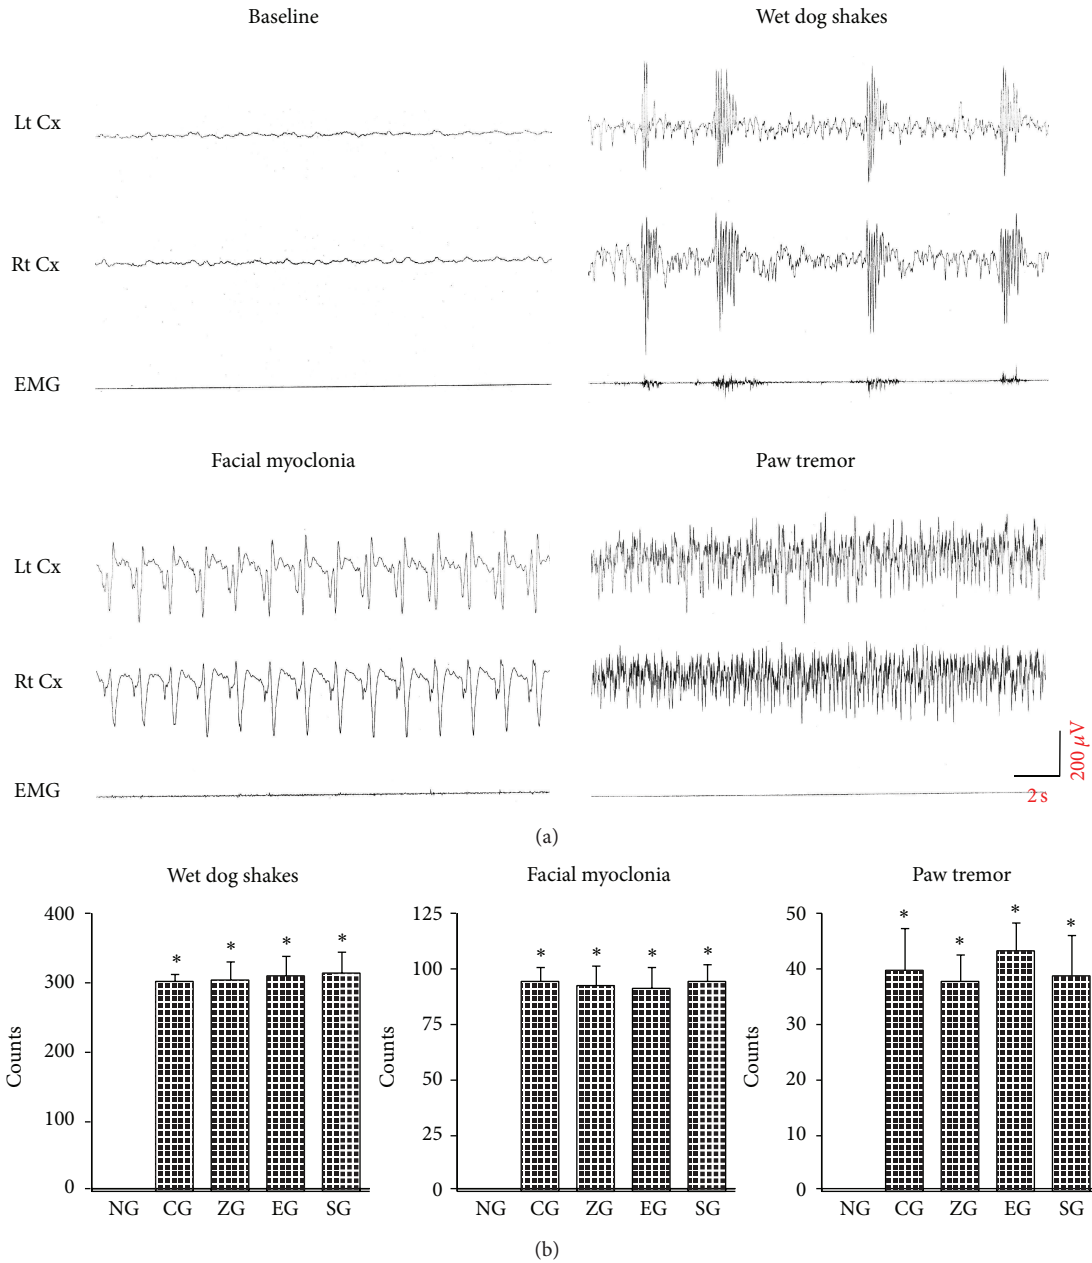 Baseline
Wet dog shakes
Lt Cx
Rt Cx
EMG
Facial myoclonia
Paw tremor
Lt Cx
Rt Cx
EMG
200 μV
2 s
(a)
Wet dog shakes
Facial myoclonia
Paw tremor
400
300
200
100
0
Counts
* * * *
NG CG ZG EG SG
125
100
75
50
25
0
Counts
* * * *
NG CG ZG EG SG
50
40
30
20
10
0
Counts
* * * *
NG CG ZG EG SG
(b)